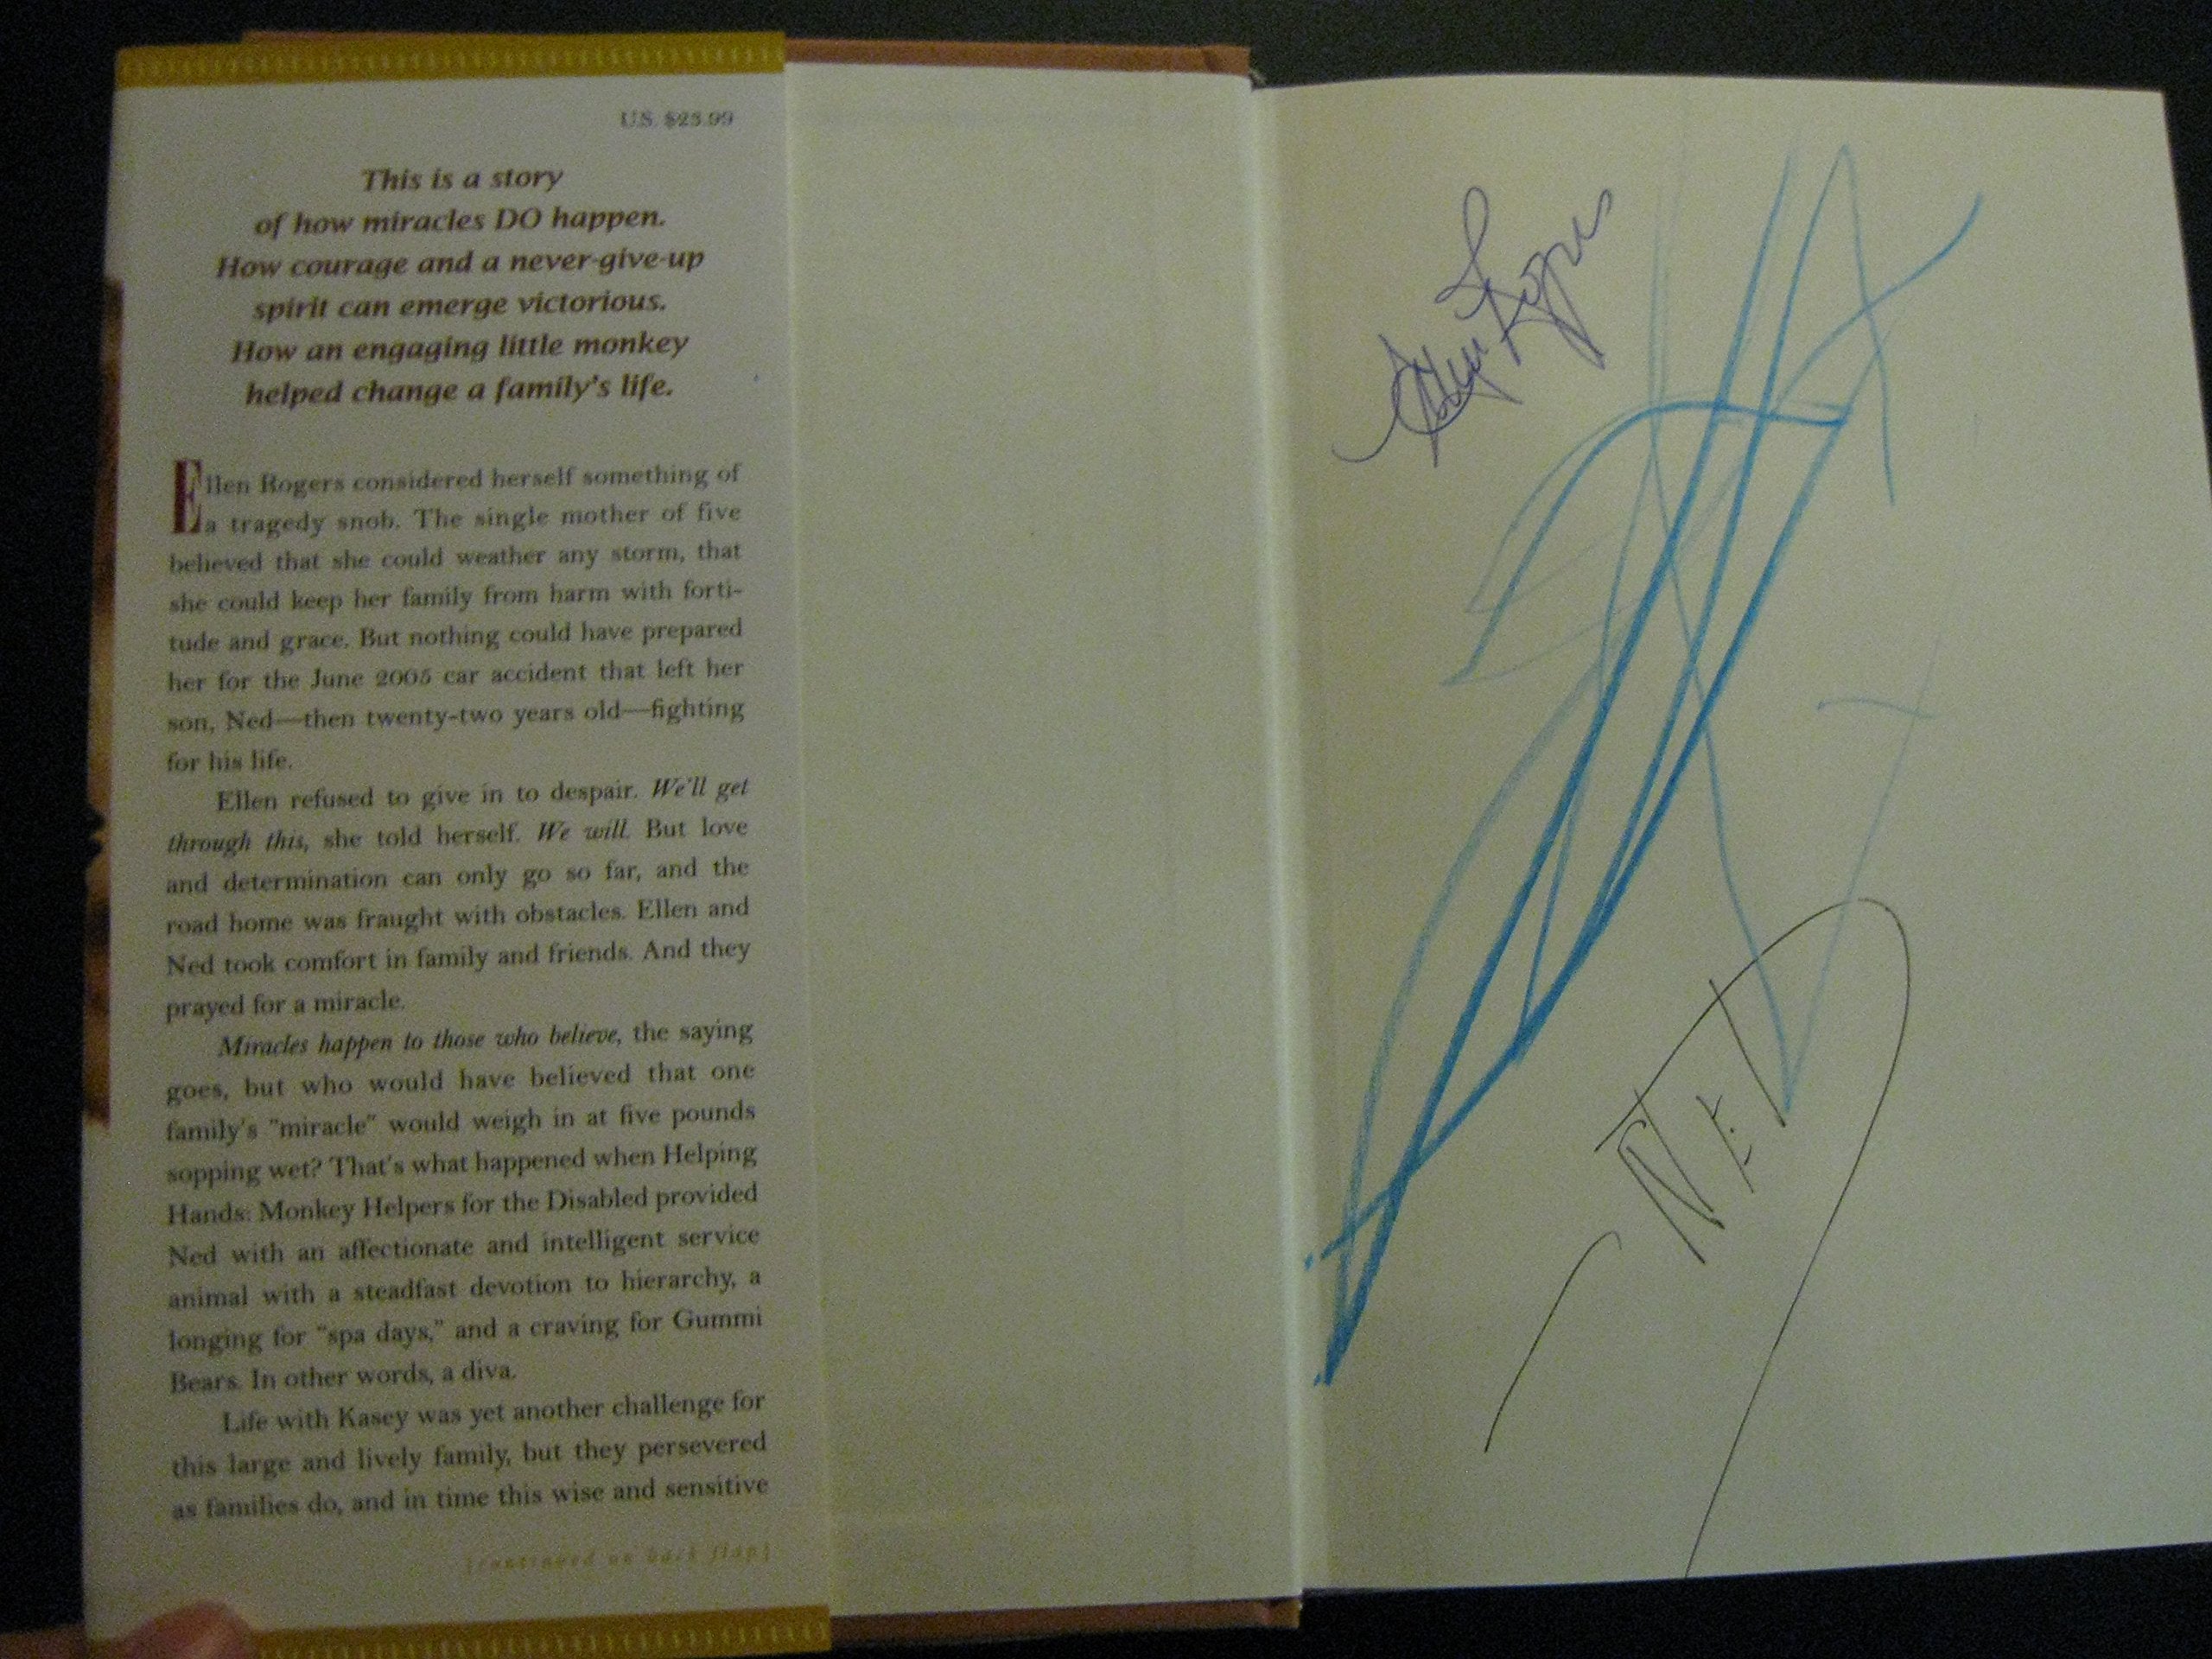 U.S. $23.99
This is a story
of how miracles DO happen.
How courage and a never-give-up
spirit can emerge victorious.
How an engaging little monkey
helped change a family's life.
Ellen Rogers considered herself something of
a tragedy snob. The single mother of five
believed that she could weather any storm, that
she could keep her family from harm with forti-
tude and grace. But nothing could have prepared
her for the June 2005 car accident that left her
son, Ned—then twenty-two years old—fighting
for his life.
Ellen refused to give in to despair. We'll get
through this, she told herself. We will. But love
and determination can only go so far, and the
road home was fraught with obstacles. Ellen and
Ned took comfort in family and friends. And they
prayed for a miracle.
Miracles happen to those who believe, the saying
goes, but who would have believed that one
family's "miracle" would weigh in at five pounds
sopping wet? That's what happened when Helping
Hands: Monkey Helpers for the Disabled provided
Ned with an affectionate and intelligent service
animal with a steadfast devotion to hierarchy, a
longing for "spa days," and a craving for Gummi
Bears. In other words, a diva.
Life with Kasey was yet another challenge for
this large and lively family, but they persevered
as families do, and in time this wise and sensitive
[continued on back flap]
Ellen Rogers
NED